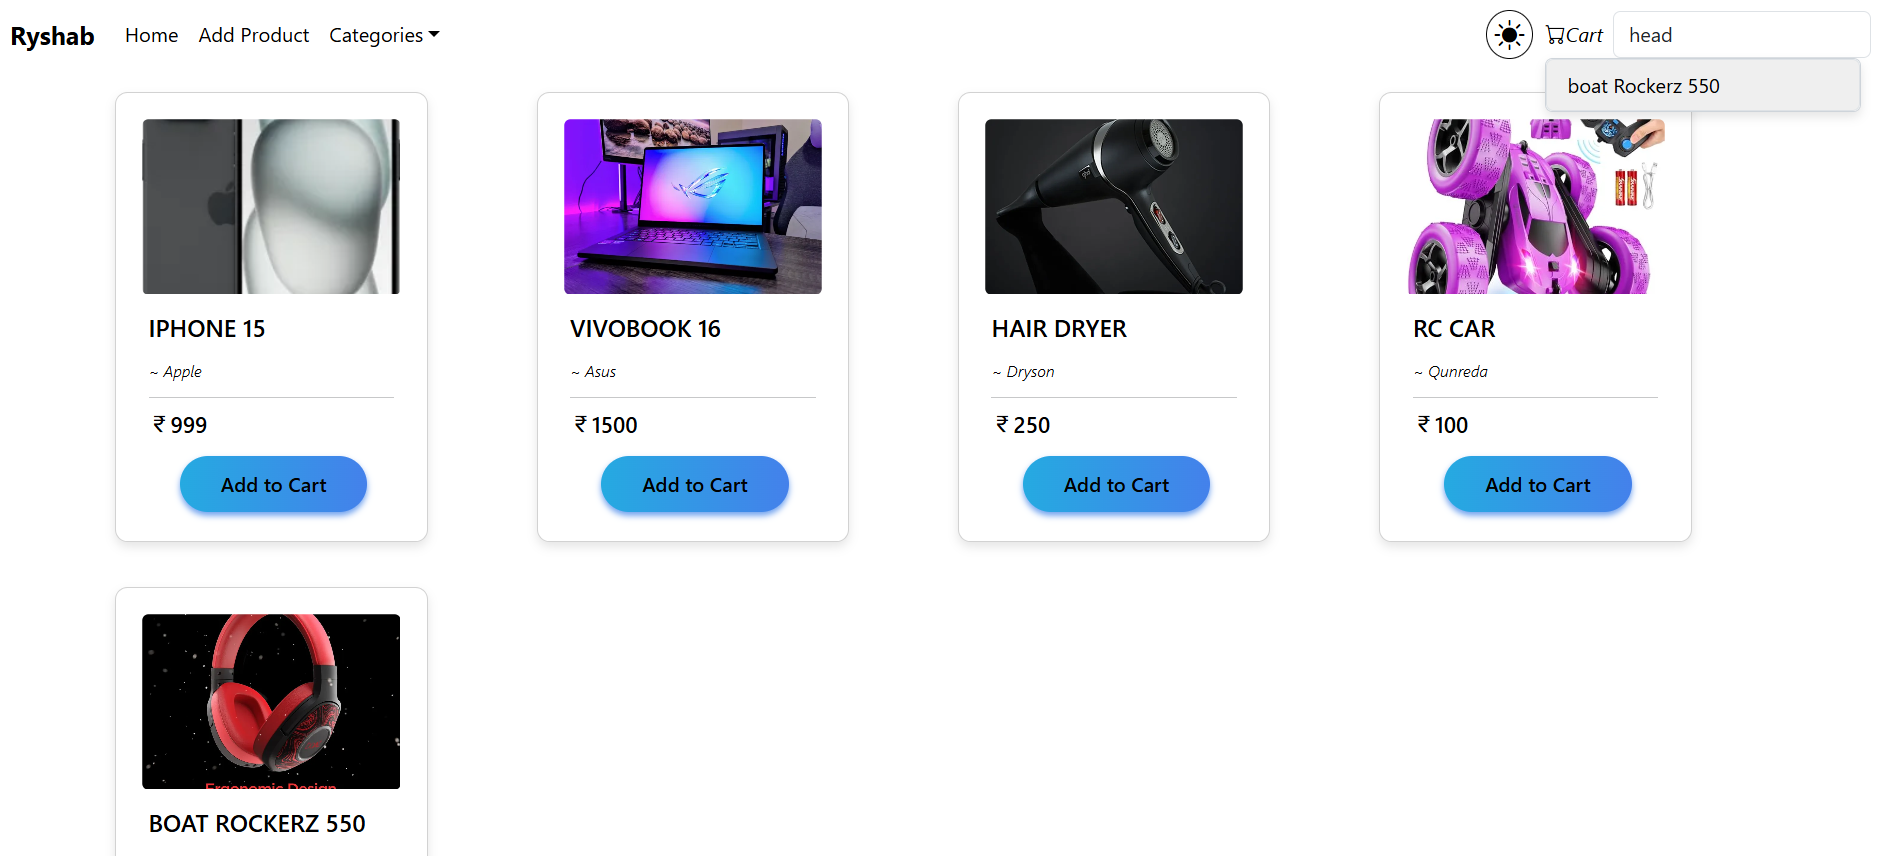 Ryshab Home Add Product Categories Cart head
boat Rockerz 550
IPHONE 15
~ Apple
₹ 999
Add to Cart
VIVOBOOK 16
~ Asus
₹ 1500
Add to Cart
HAIR DRYER
~ Dryson
₹ 250
Add to Cart
RC CAR
~ Qunreda
₹ 100
Add to Cart
Ergonomic Design
BOAT ROCKERZ 550